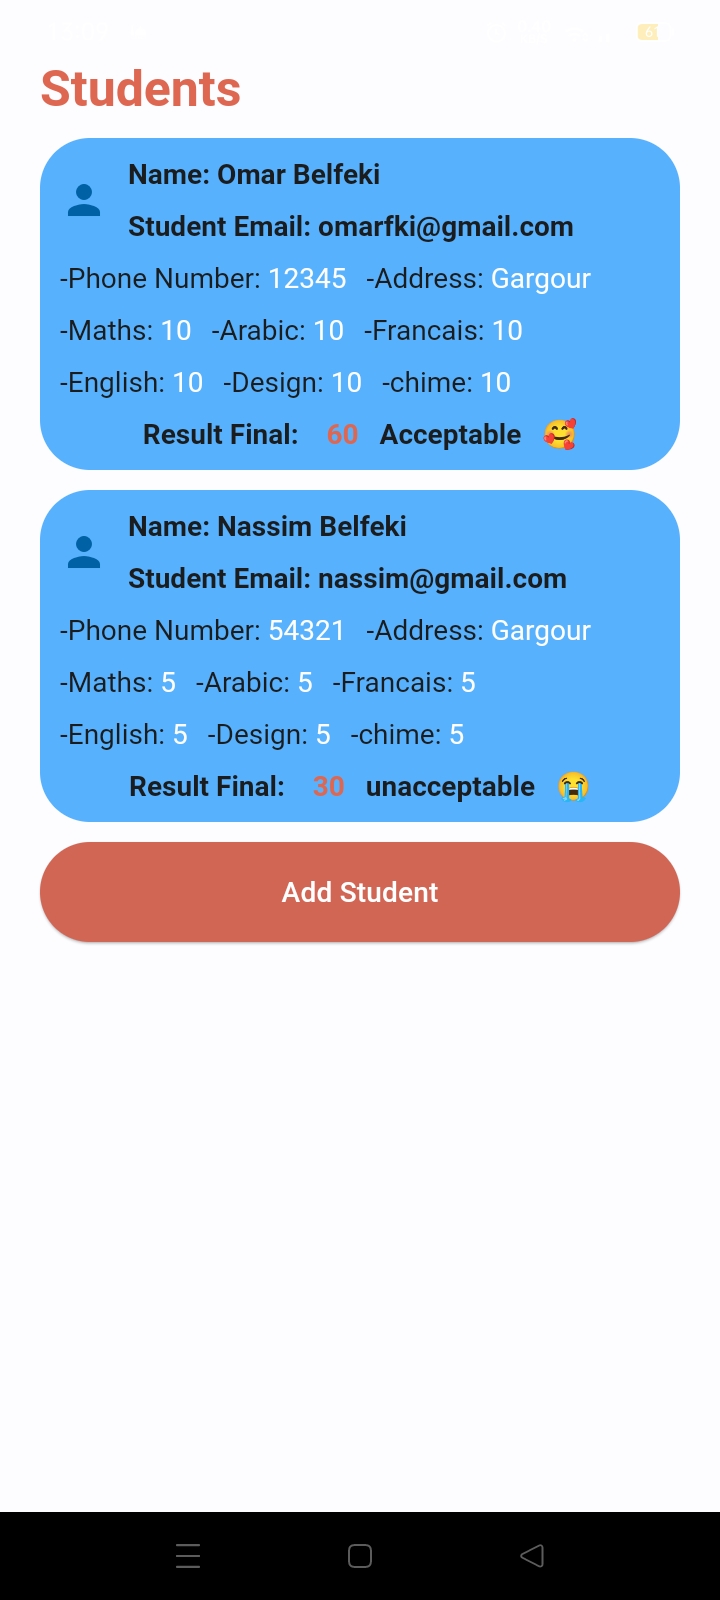 Students
Name: Omar Belfeki
Student Email: omarfki@gmail.com
-Phone Number: 12345 -Address: Gargour
-Maths: 10 -Arabic: 10 -Francais: 10
-English: 10 -Design: 10 -chime: 10
Result Final: 60 Acceptable 🥰
Name: Nassim Belfeki
Student Email: nassim@gmail.com
-Phone Number: 54321 -Address: Gargour
-Maths: 5 -Arabic: 5 -Francais: 5
-English: 5 -Design: 5 -chime: 5
Result Final: 30 unacceptable 😭
Add Student